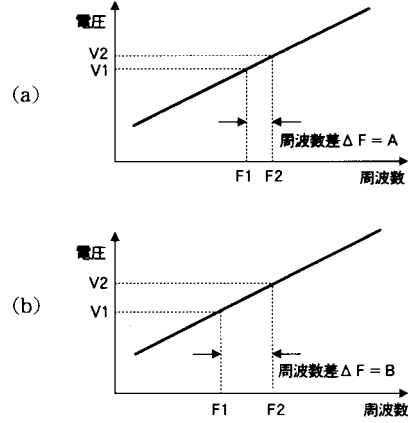 (a)
電圧
V2
V1
周波数差ΔF=A
F1 F2 周波数
(b)
電圧
V2
V1
周波数差ΔF=B
F1 F2 周波数